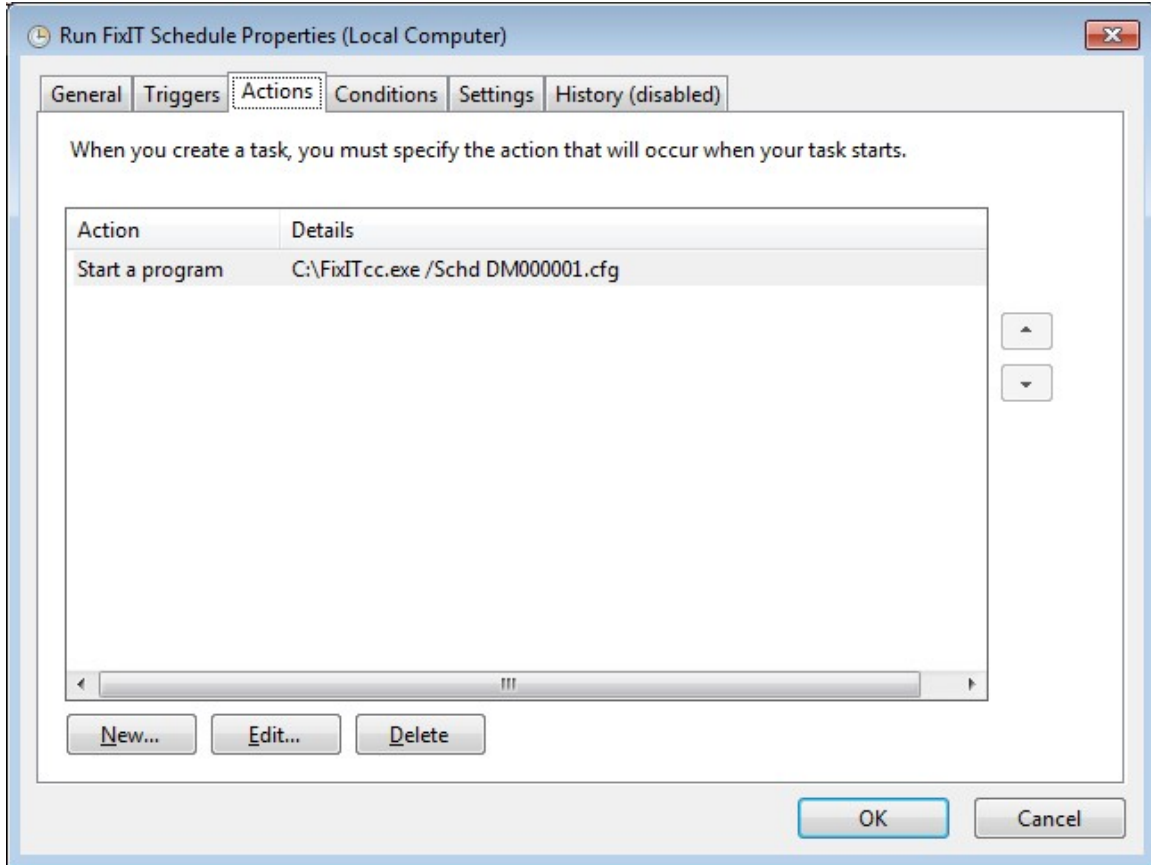 Run FixIT Schedule Properties (Local Computer)
General Triggers Actions Conditions Settings History (disabled)
When you create a task, you must specify the action that will occur when your task starts.
Action Details
Start a program C:\FixITcc.exe /Schd DM000001.cfg
New... Edit... Delete
OK Cancel